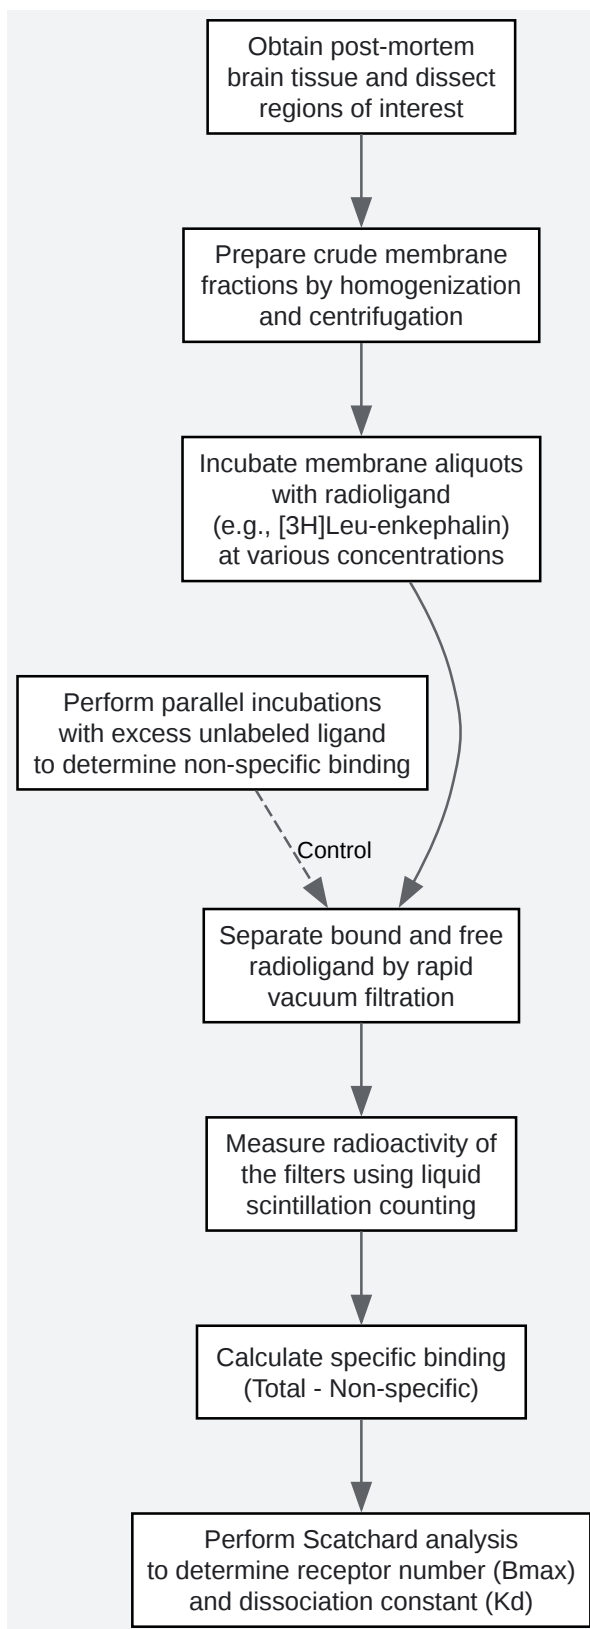 Obtain post-mortem
brain tissue and dissect
regions of interest
Prepare crude membrane
fractions by homogenization
and centrifugation
Incubate membrane aliquots
with radioligand
(e.g., [3H]Leu-enkephalin)
at various concentrations
Perform parallel incubations
with excess unlabeled ligand
to determine non-specific binding
Control
Separate bound and free
radioligand by rapid
vacuum filtration
Measure radioactivity of
the filters using liquid
scintillation counting
Calculate specific binding
(Total - Non-specific)
Perform Scatchard analysis
to determine receptor number (Bmax)
and dissociation constant (Kd)